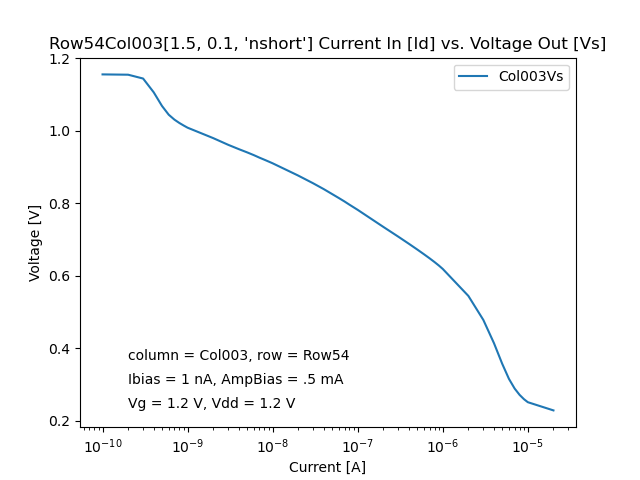 Row54Col003[1.5, 0.1, 'nshort'] Current In [Id] vs. Voltage Out [Vs]
Col003Vs
1.2
1.0
0.8
0.6
0.4
0.2
Voltage [V]
column = Col003, row = Row54
Ibias = 1 nA, AmpBias = .5 mA
Vg = 1.2 V, Vdd = 1.2 V
10⁻¹⁰ 10⁻⁹ 10⁻⁸ 10⁻⁷ 10⁻⁶ 10⁻⁵
Current [A]